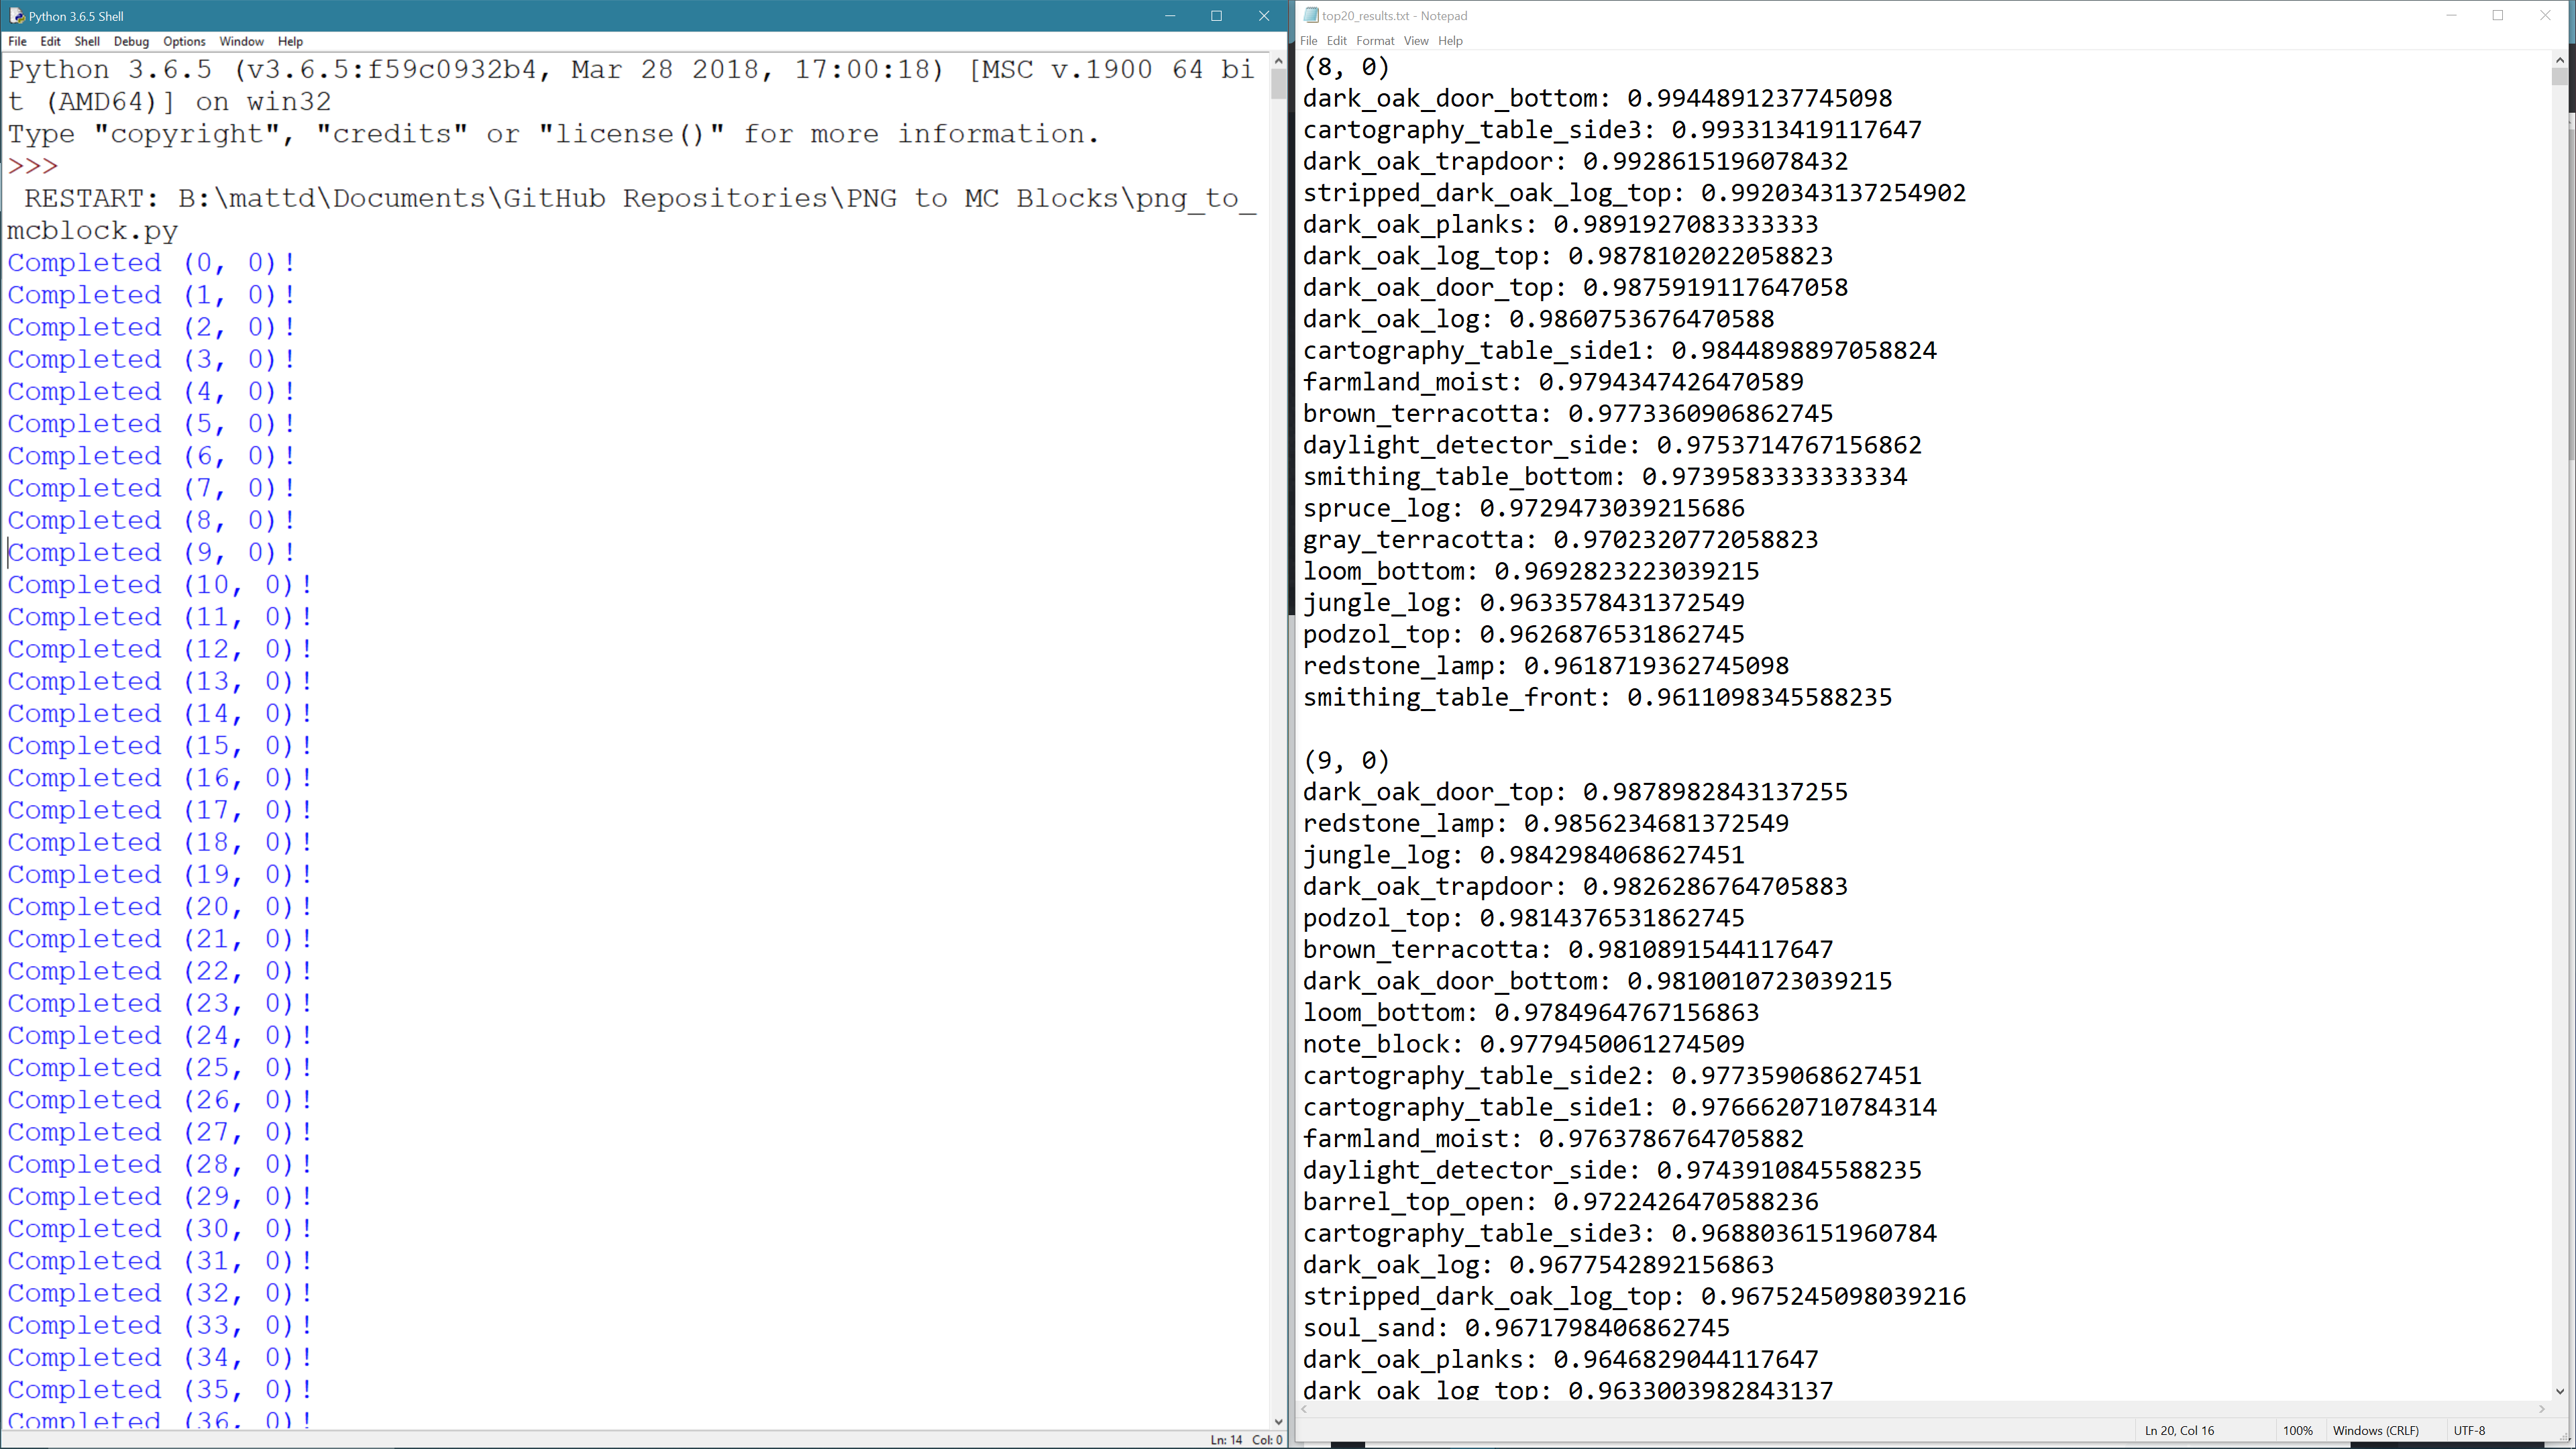 Python 3.6.5 Shell
File Edit Shell Debug Options Window Help
Python 3.6.5 (v3.6.5:f59c0932b4, Mar 28 2018, 17:00:18) [MSC v.1900 64 bi
t (AMD64)] on win32
Type "copyright", "credits" or "license()" for more information.
>>>
RESTART: B:\mattd\Documents\GitHub Repositories\PNG to MC Blocks\png_to_
mcblock.py
Completed (0, 0)!
Completed (1, 0)!
Completed (2, 0)!
Completed (3, 0)!
Completed (4, 0)!
Completed (5, 0)!
Completed (6, 0)!
Completed (7, 0)!
Completed (8, 0)!
Completed (9, 0)!
Completed (10, 0)!
Completed (11, 0)!
Completed (12, 0)!
Completed (13, 0)!
Completed (14, 0)!
Completed (15, 0)!
Completed (16, 0)!
Completed (17, 0)!
Completed (18, 0)!
Completed (19, 0)!
Completed (20, 0)!
Completed (21, 0)!
Completed (22, 0)!
Completed (23, 0)!
Completed (24, 0)!
Completed (25, 0)!
Completed (26, 0)!
Completed (27, 0)!
Completed (28, 0)!
Completed (29, 0)!
Completed (30, 0)!
Completed (31, 0)!
Completed (32, 0)!
Completed (33, 0)!
Completed (34, 0)!
Completed (35, 0)!
Completed (36, 0)!
Ln: 14 Col: 0
top20_results.txt - Notepad
File Edit Format View Help
(8, 0)
dark_oak_door_bottom: 0.9944891237745098
cartography_table_side3: 0.993313419117647
dark_oak_trapdoor: 0.9928615196078432
stripped_dark_oak_log_top: 0.9920343137254902
dark_oak_planks: 0.9891927083333333
dark_oak_log_top: 0.9878102022058823
dark_oak_door_top: 0.9875919117647058
dark_oak_log: 0.9860753676470588
cartography_table_side1: 0.9844898897058824
farmland_moist: 0.9794347426470589
brown_terracotta: 0.9773360906862745
daylight_detector_side: 0.9753714767156862
smithing_table_bottom: 0.9739583333333334
spruce_log: 0.9729473039215686
gray_terracotta: 0.9702320772058823
loom_bottom: 0.9692823223039215
jungle_log: 0.9633578431372549
podzol_top: 0.9626876531862745
redstone_lamp: 0.9618719362745098
smithing_table_front: 0.9611098345588235
(9, 0)
dark_oak_door_top: 0.9878982843137255
redstone_lamp: 0.9856234681372549
jungle_log: 0.9842984068627451
dark_oak_trapdoor: 0.9826286764705883
podzol_top: 0.9814376531862745
brown_terracotta: 0.9810891544117647
dark_oak_door_bottom: 0.9810010723039215
loom_bottom: 0.9784964767156863
note_block: 0.9779450061274509
cartography_table_side2: 0.977359068627451
cartography_table_side1: 0.9766620710784314
farmland_moist: 0.9763786764705882
daylight_detector_side: 0.9743910845588235
barrel_top_open: 0.9722426470588236
cartography_table_side3: 0.9688036151960784
dark_oak_log: 0.9677542892156863
stripped_dark_oak_log_top: 0.9675245098039216
soul_sand: 0.9671798406862745
dark_oak_planks: 0.9646829044117647
dark_oak_log_top: 0.9633003982843137
Ln 20, Col 16 100% Windows (CRLF) UTF-8